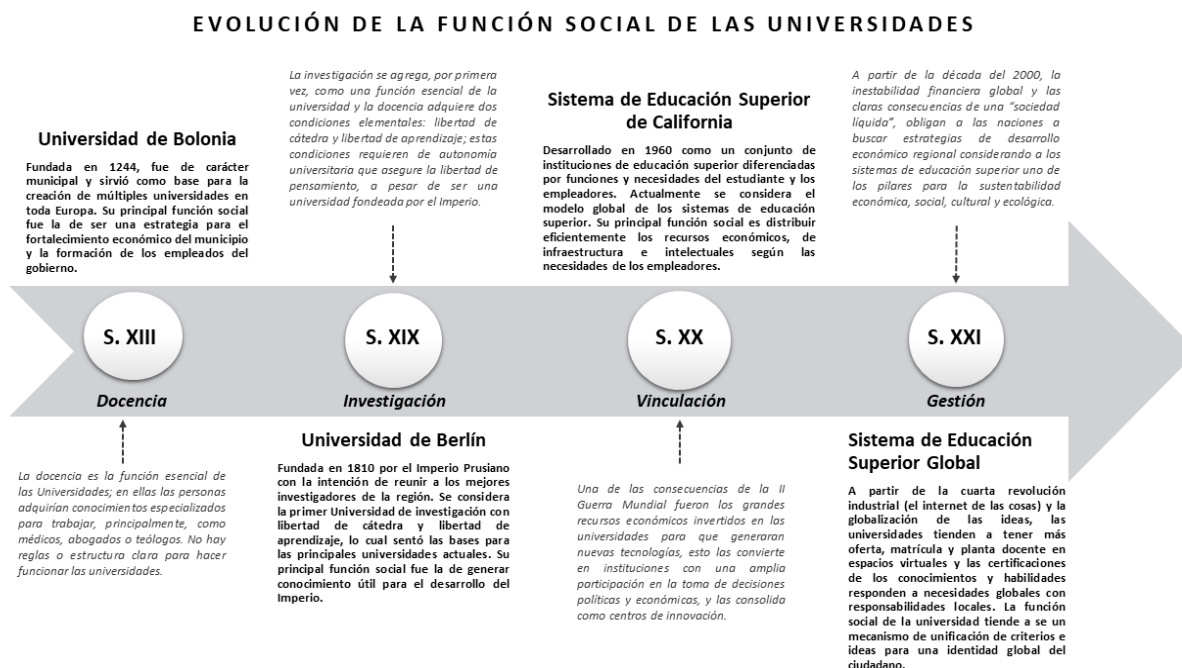 EVOLUCIÓN DE LA FUNCIÓN SOCIAL DE LAS UNIVERSIDADES
Universidad de Bolonia
Fundada en 1244, fue de carácter
municipal y sirvió como base para la
creación de múltiples universidades en
toda Europa. Su principal función social
fue la de ser una estrategia para el
fortalecimiento económico del municipio
y la formación de los empleados del
gobierno.
La investigación se agrega, por primera
vez, como una función esencial de la
universidad y la docencia adquiere dos
condiciones elementales: libertad de
cátedra y libertad de aprendizaje; estas
condiciones requieren de autonomía
universitaria que asegure la libertad de
pensamiento, a pesar de ser una
universidad fondeada por el Imperio.
Sistema de Educación Superior
de California
Desarrollado en 1960 como un conjunto de
instituciones de educación superior diferenciadas
por funciones y necesidades del estudiante y los
empleadores. Actualmente se considera el
modelo global de los sistemas de educación
superior. Su principal función social es distribuir
eficientemente los recursos económicos, de
infraestructura e intelectuales según las
necesidades de los empleadores.
A partir de la década del 2000, la
inestabilidad financiera global y las
claras consecuencias de una “sociedad
líquida”, obligan a las naciones a
buscar estrategias de desarrollo
económico regional considerando a los
sistemas de educación superior uno de
los pilares para la sustentabilidad
económica, social, cultural y ecológica.
S. XIII
S. XIX
S. XX
S. XXI
Docencia
Investigación
Vinculación
Gestión
La docencia es la función esencial de
las Universidades; en ellas las personas
adquirían conocimientos especializados
para trabajar, principalmente, como
médicos, abogados o teólogos. No hay
reglas o estructura clara para hacer
funcionar las universidades.
Universidad de Berlín
Fundada en 1810 por el Imperio Prusiano
con la intención de reunir a los mejores
investigadores de la región. Se considera
la primer Universidad de investigación con
libertad de cátedra y libertad de
aprendizaje, lo cual sentó las bases para
las principales universidades actuales. Su
principal función social fue la de generar
conocimiento útil para el desarrollo del
Imperio.
Una de las consecuencias de la II
Guerra Mundial fueron los grandes
recursos económicos invertidos en las
universidades para que generaran
nuevas tecnologías, esto las convierte
en instituciones con una amplia
participación en la toma de decisiones
políticas y económicas, y las consolida
como centros de innovación.
Sistema de Educación
Superior Global
A partir de la cuarta revolución
industrial (el internet de las cosas) y la
globalización de las ideas, las
universidades tienden a tener más
oferta, matrícula y planta docente en
espacios virtuales y las certificaciones
de los conocimientos y habilidades
responden a necesidades globales con
responsabilidades locales. La función
social de la universidad tiende a se un
mecanismo de unificación de criterios e
ideas para una identidad global del
ciudadano.